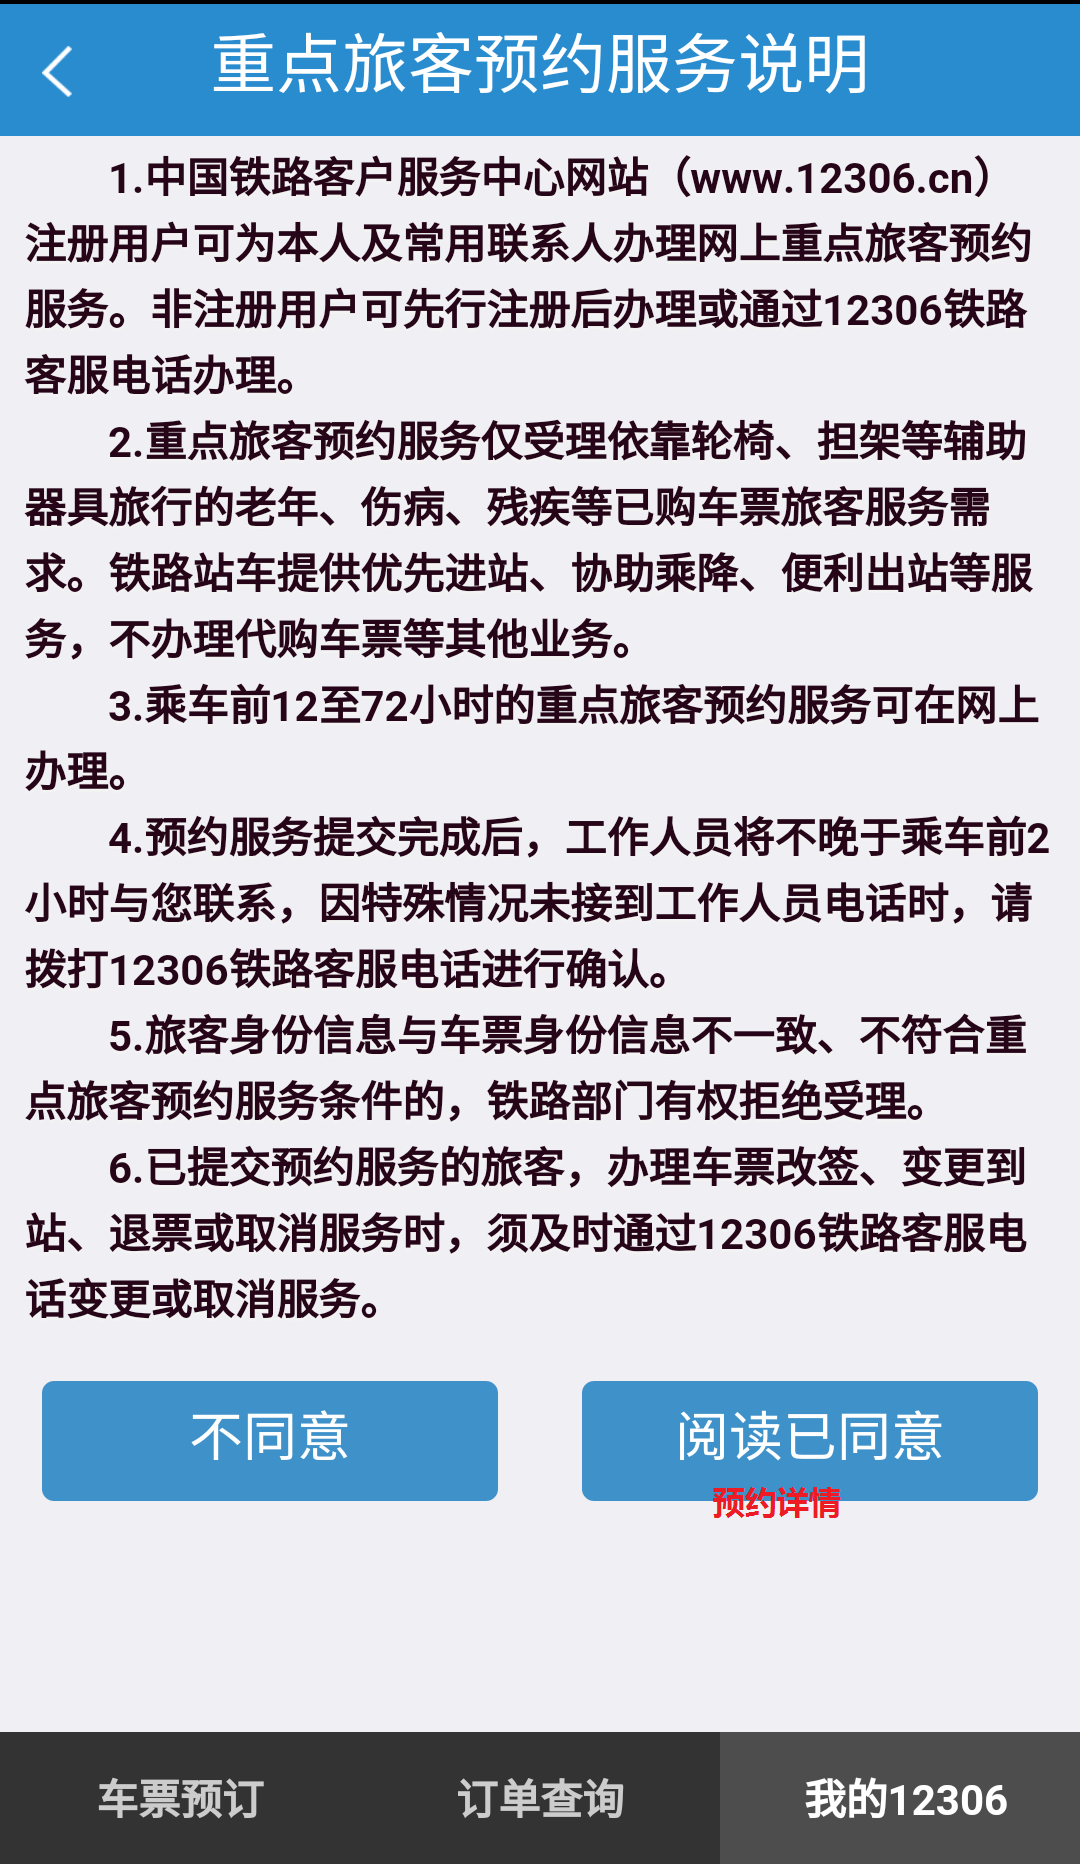 重点旅客预约服务说明
1.中国铁路客户服务中心网站（www.12306.cn）
注册用户可为本人及常用联系人办理网上重点旅客预约
服务。非注册用户可先行注册后办理或通过12306铁路
客服电话办理。
2.重点旅客预约服务仅受理依靠轮椅、担架等辅助
器具旅行的老年、伤病、残疾等已购车票旅客服务需
求。铁路站车提供优先进站、协助乘降、便利出站等服
务，不办理代购车票等其他业务。
3.乘车前12至72小时的重点旅客预约服务可在网上
办理。
4.预约服务提交完成后，工作人员将不晚于乘车前2
小时与您联系，因特殊情况未接到工作人员电话时，请
拨打12306铁路客服电话进行确认。
5.旅客身份信息与车票身份信息不一致、不符合重
点旅客预约服务条件的，铁路部门有权拒绝受理。
6.已提交预约服务的旅客，办理车票改签、变更到
站、退票或取消服务时，须及时通过12306铁路客服电
话变更或取消服务。
不同意 阅读已同意
预约详情
车票预订 订单查询 我的12306